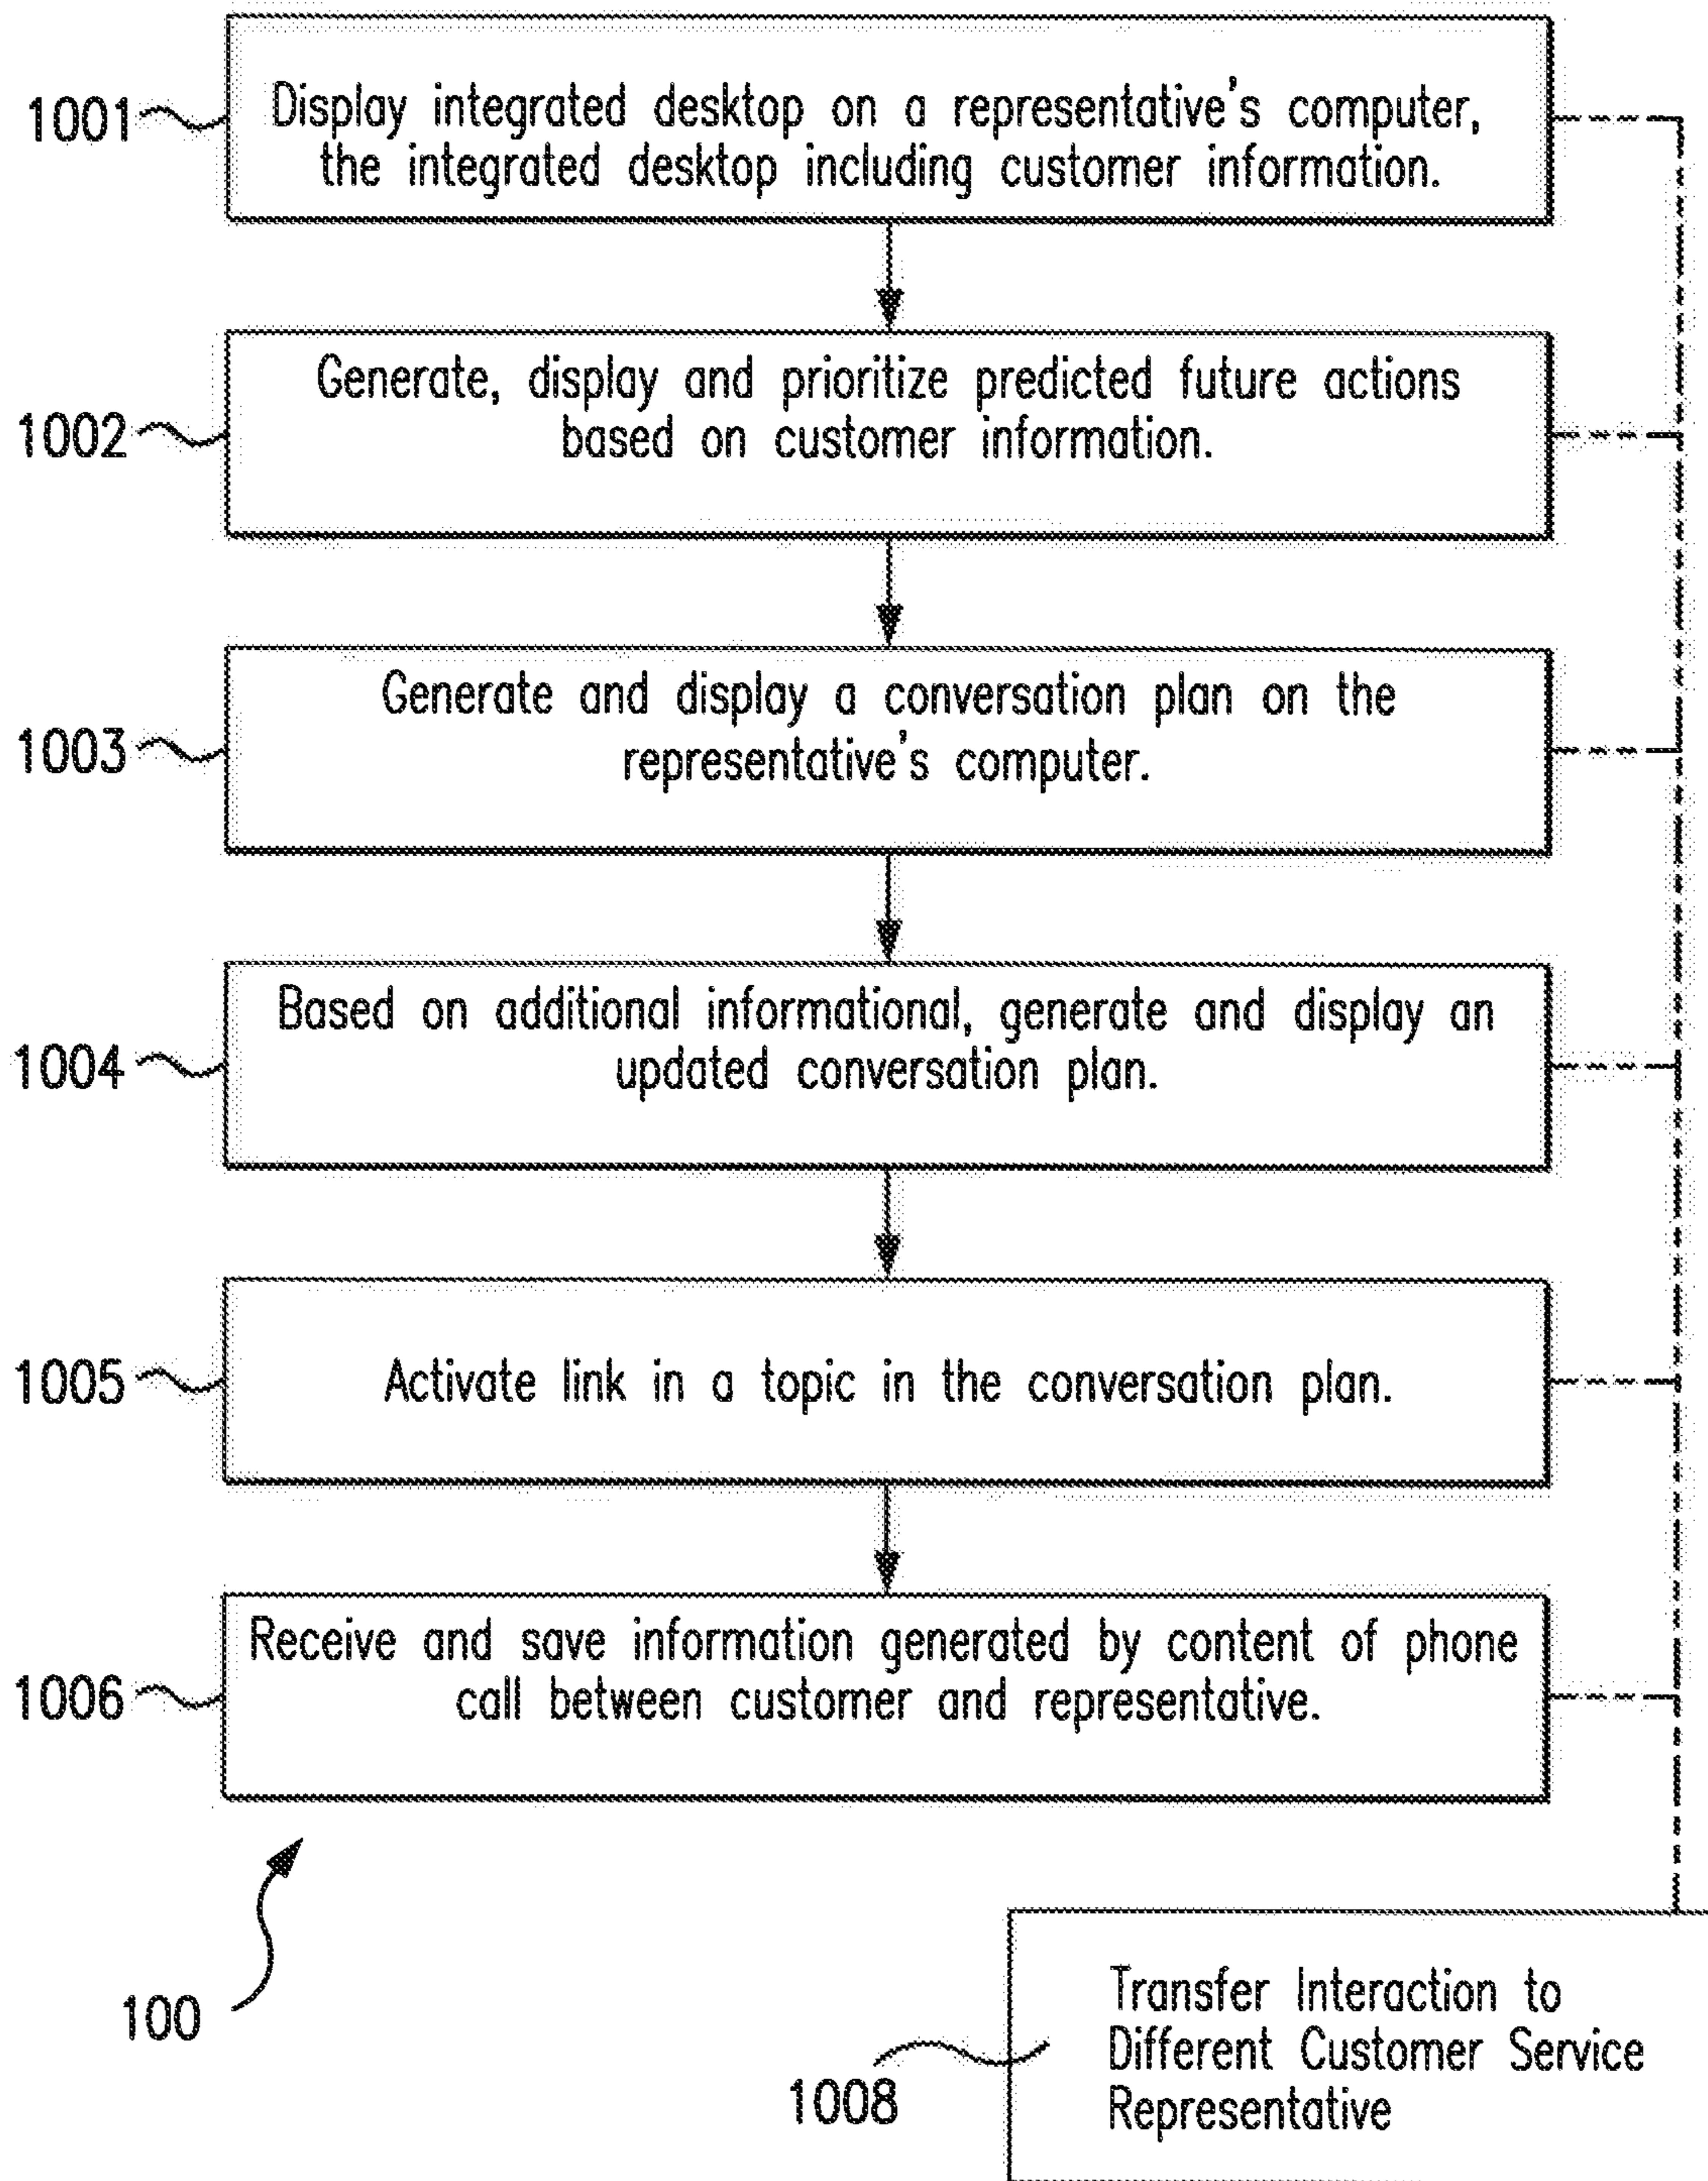 1001
Display integrated desktop on a representative's computer,
the integrated desktop including customer information.
1002
Generate, display and prioritize predicted future actions
based on customer information.
1003
Generate and display a conversation plan on the
representative's computer.
1004
Based on additional informational, generate and display an
updated conversation plan.
1005
Activate link in a topic in the conversation plan.
1006
Receive and save information generated by content of phone
call between customer and representative.
100
1008
Transfer Interaction to
Different Customer Service
Representative